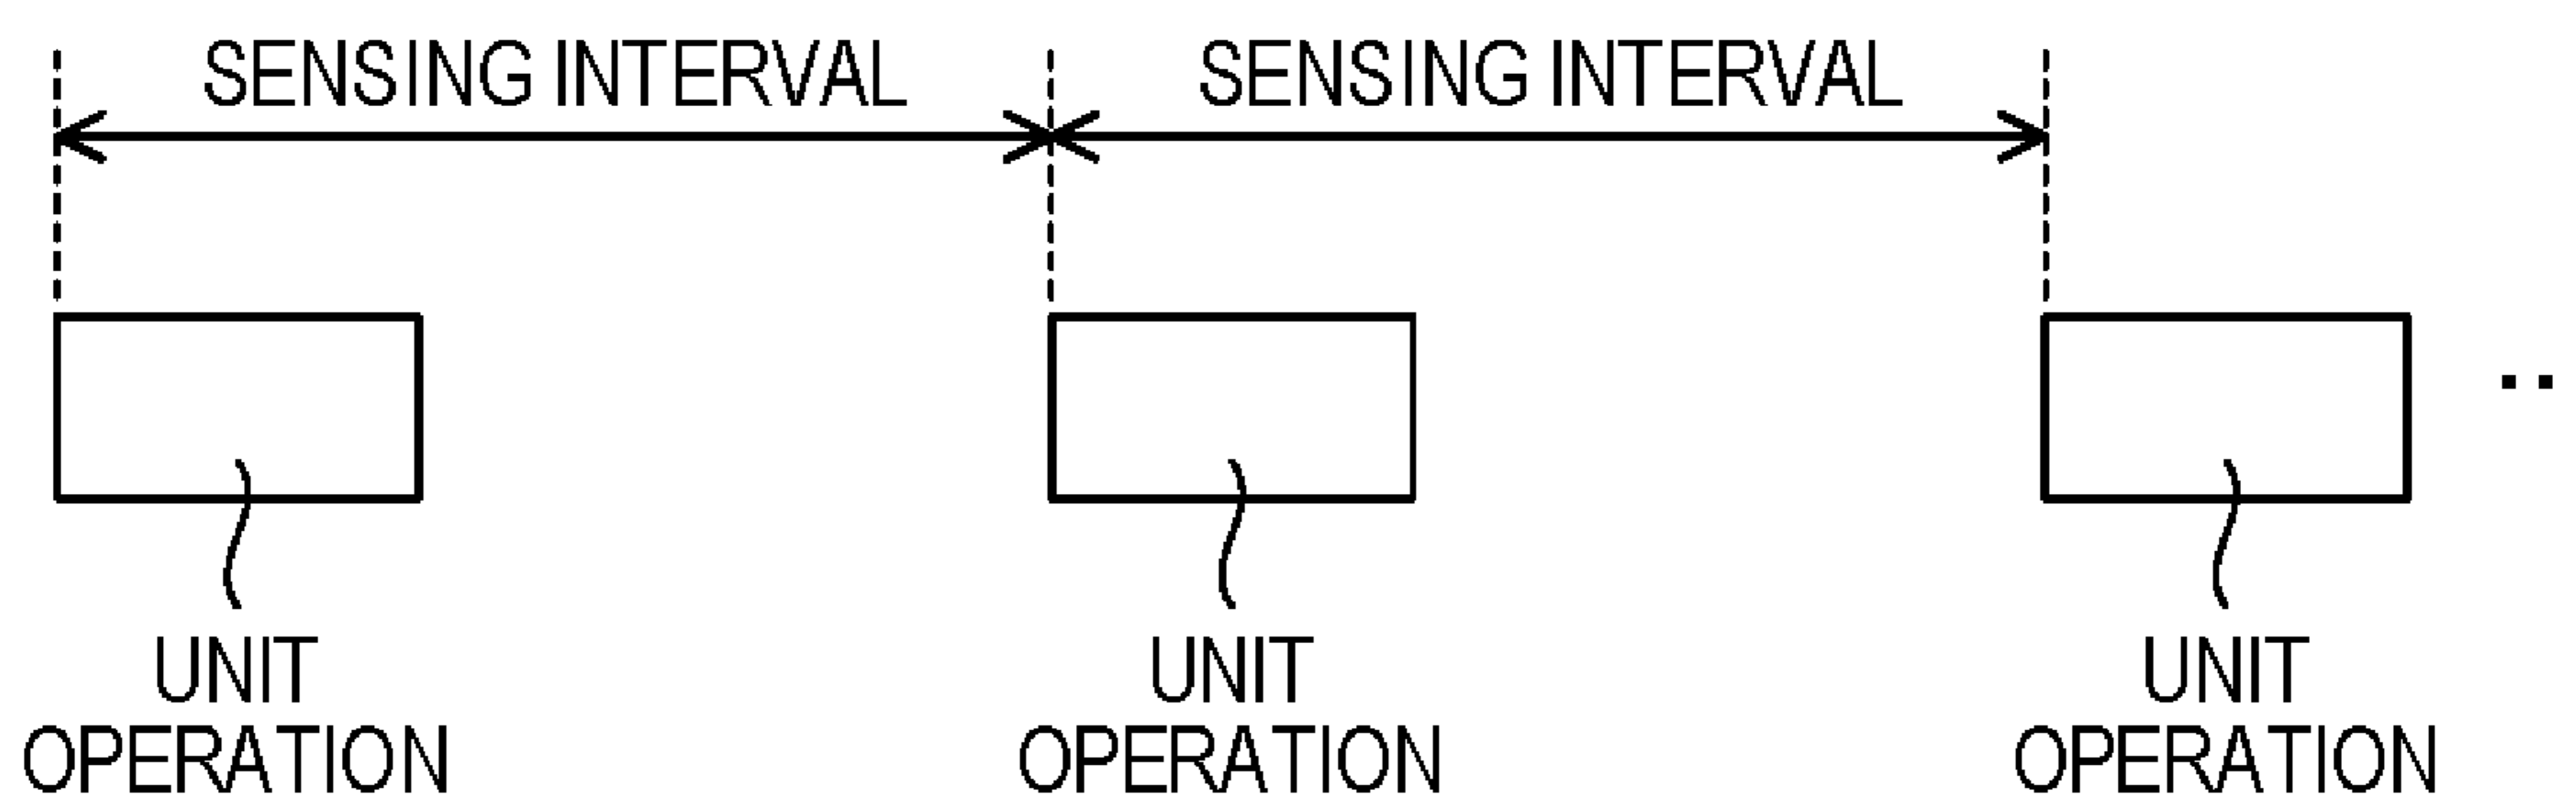 SENSING INTERVAL SENSING INTERVAL
UNIT UNIT UNIT
OPERATION OPERATION OPERATION